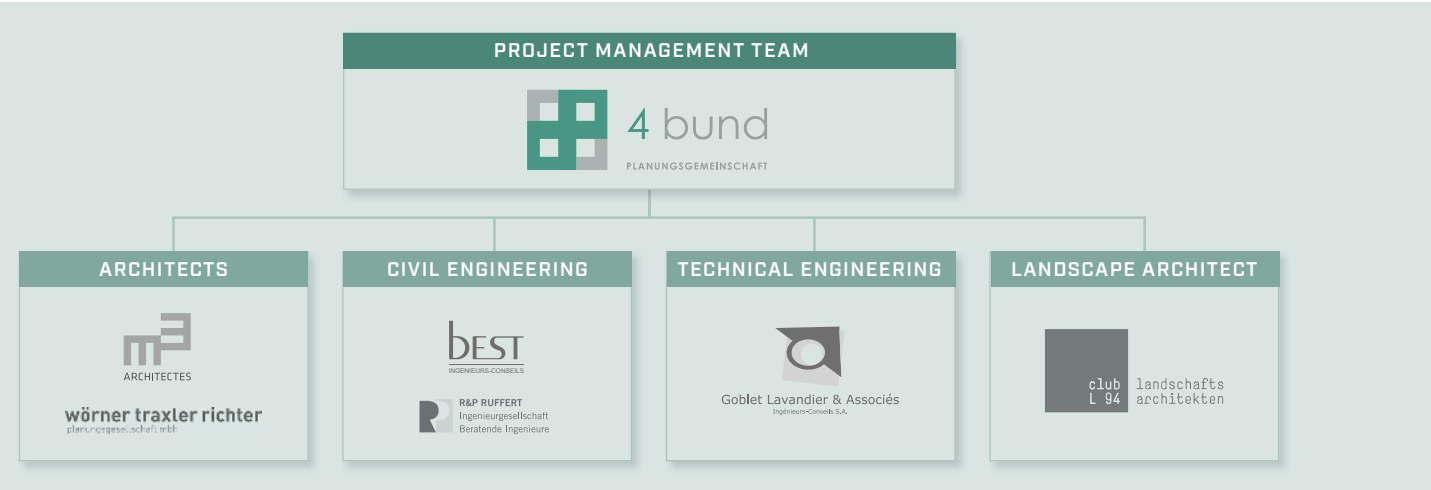 PROJECT MANAGEMENT TEAM
4 bund
PLANUNGSGEMEINSCHAFT
ARCHITECTS
m3
ARCHITECTES
wörner traxler richter
planungsgesellschaft mbh
CIVIL ENGINEERING
bEST
INGENIEURS-CONSEILS
R&P RUFFERT
Ingenieurgesellschaft
Beratende Ingenieure
TECHNICAL ENGINEERING
Goblet Lavandier & Associés
Ingénieurs-Conseils S.A.
LANDSCAPE ARCHITECT
club landschafts
L 94 architekten